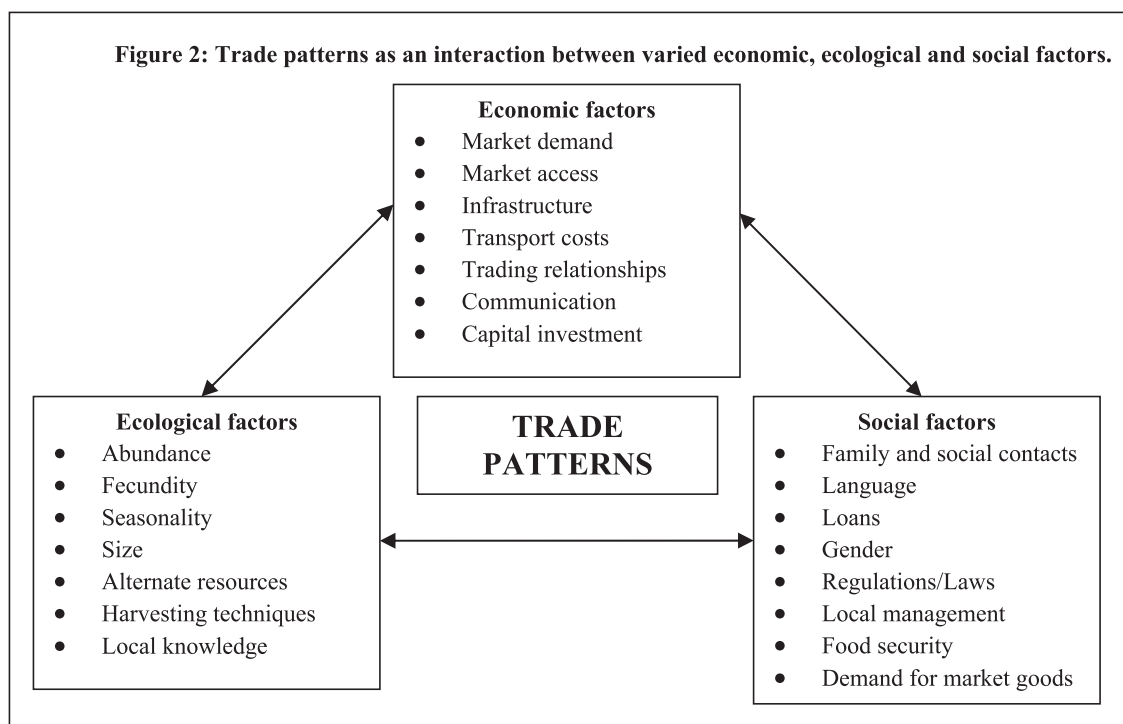 Figure 2: Trade patterns as an interaction between varied economic, ecological and social factors.
Economic factors
● Market demand
● Market access
● Infrastructure
● Transport costs
● Trading relationships
● Communication
● Capital investment
Ecological factors
● Abundance
● Fecundity
● Seasonality
● Size
● Alternate resources
● Harvesting techniques
● Local knowledge
TRADE
PATTERNS
Social factors
● Family and social contacts
● Language
● Loans
● Gender
● Regulations/Laws
● Local management
● Food security
● Demand for market goods